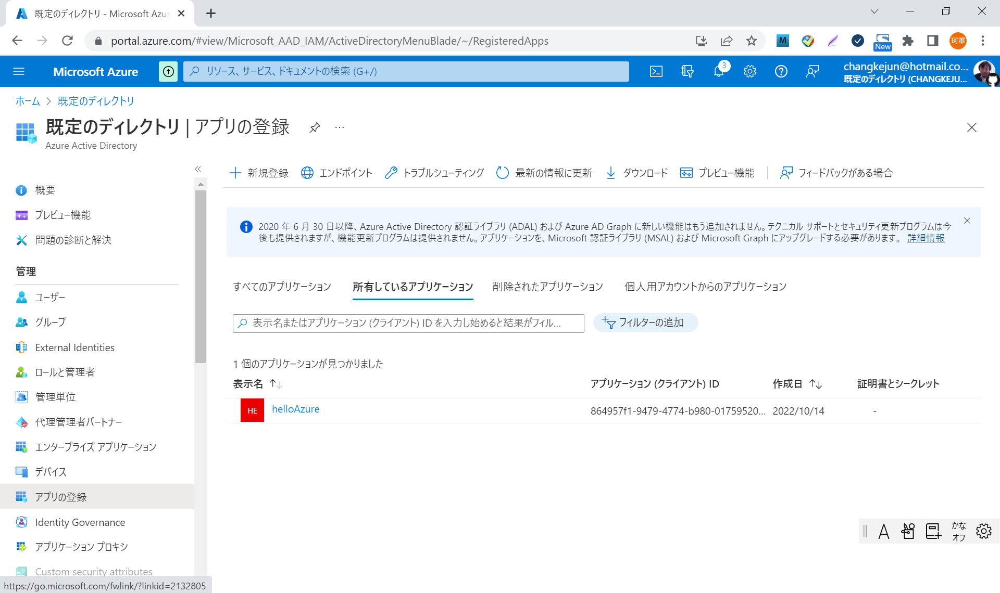 既定のディレクトリ - Microsoft Azur
portal.azure.com/#view/Microsoft_AAD_IAM/ActiveDirectoryMenuBlade/~/RegisteredApps
M
New
珂軍
Microsoft Azure
リソース、サービス、ドキュメントの検索 (G+/)
3
changkejun@hotmail.co...
既定のディレクトリ (CHANGKEJU...
ホーム > 既定のディレクトリ
既定のディレクトリ | アプリの登録 ...
Azure Active Directory
概要
プレビュー機能
問題の診断と解決
管理
ユーザー
グループ
External Identities
ロールと管理者
管理単位
代理管理者パートナー
エンタープライズ アプリケーション
デバイス
アプリの登録
Identity Governance
アプリケーション プロキシ
Custom security attributes
https://go.microsoft.com/fwlink/?linkid=2132805
新規登録 エンドポイント トラブルシューティング 最新の情報に更新 ダウンロード プレビュー機能 フィードバックがある場合
2020 年 6 月 30 日以降、Azure Active Directory 認証ライブラリ (ADAL) および Azure AD Graph に新しい機能はもう追加されません。テクニカル サポートとセキュリティ更新プログラムは今
後も提供されますが、機能更新プログラムは提供されません。アプリケーションを、Microsoft 認証ライブラリ (MSAL) および Microsoft Graph にアップグレードする必要があります。 詳細情報
すべてのアプリケーション 所有しているアプリケーション 削除されたアプリケーション 個人用アカウントからのアプリケーション
表示名またはアプリケーション (クライアント) ID を入力し始めると結果がフィル... フィルターの追加
1 個のアプリケーションが見つかりました
表示名 アプリケーション (クライアント) ID 作成日 証明書とシークレット
HE helloAzure 864957f1-9479-4774-b980-01759520... 2022/10/14 -
A かな
オフ